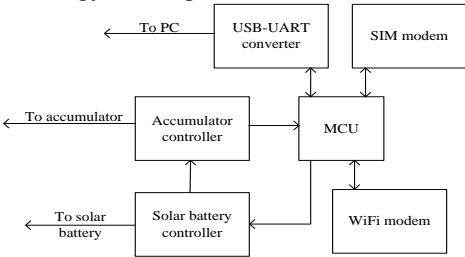 To PC
USB-UART
converter
SIM modem
To accumulator
Accumulator
controller
MCU
To solar
battery
Solar battery
controller
WiFi modem